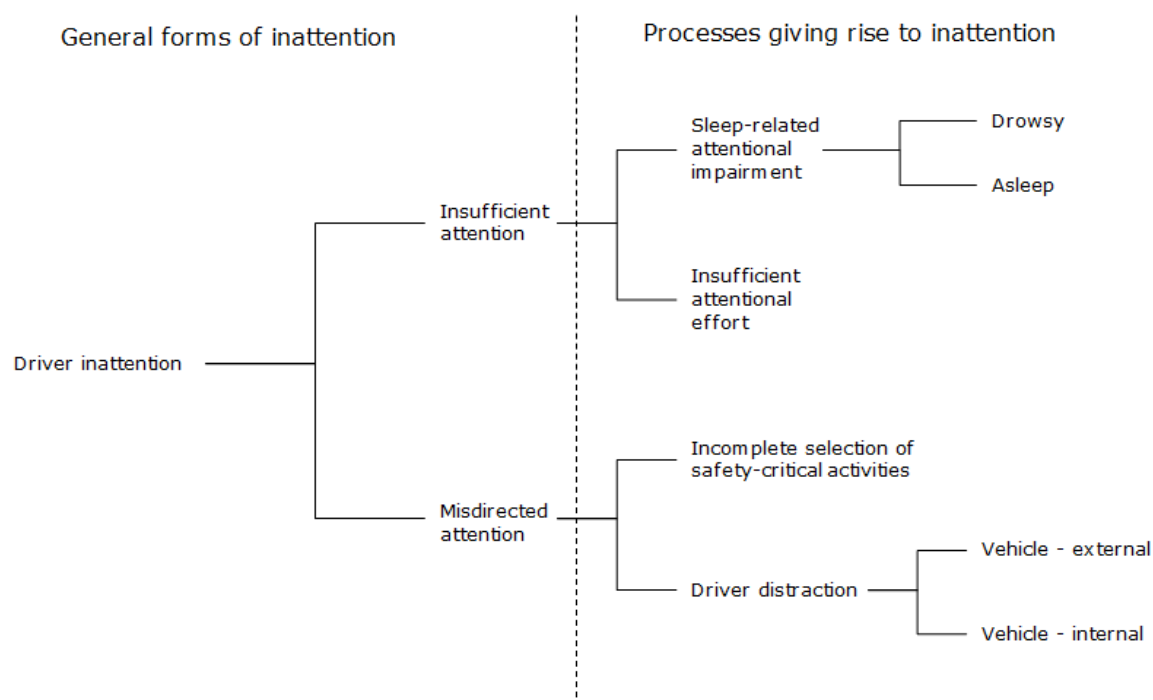 General forms of inattention
Processes giving rise to inattention
Sleep-related
attentional
impairment
Drowsy
Asleep
Insufficient
attention
Insufficient
attentional
effort
Driver inattention
Incomplete selection of
safety-critical activities
Misdirected
attention
Vehicle - external
Driver distraction
Vehicle - internal